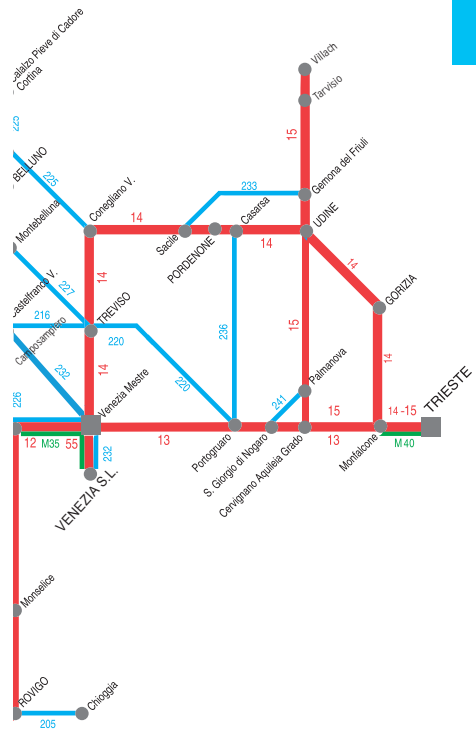 Calalzo Pieve di Cadore
Cortina
225
BELLUNO
225
Villach
Tarvisio
15
Gemona del Friuli
233
Conegliano V.
14
Sacile
PORDENONE
Casarsa
14
UDINE
14
GORIZIA
Montebelluna
227
14
Castelfranco V.
216
TREVISO
220
Camposampiero
232
14
220
236
15
14
Palmanova
241
226
Venezia Mestre
15
14 -15
TRIESTE
12
M35
55
232
13
Portogruaro
S. Giorgio di Nogaro
Cervignano Aquileia Grado
13
Monfalcone
M 40
VENEZIA S.L.
Monselice
ROVIGO
205
Chioggia